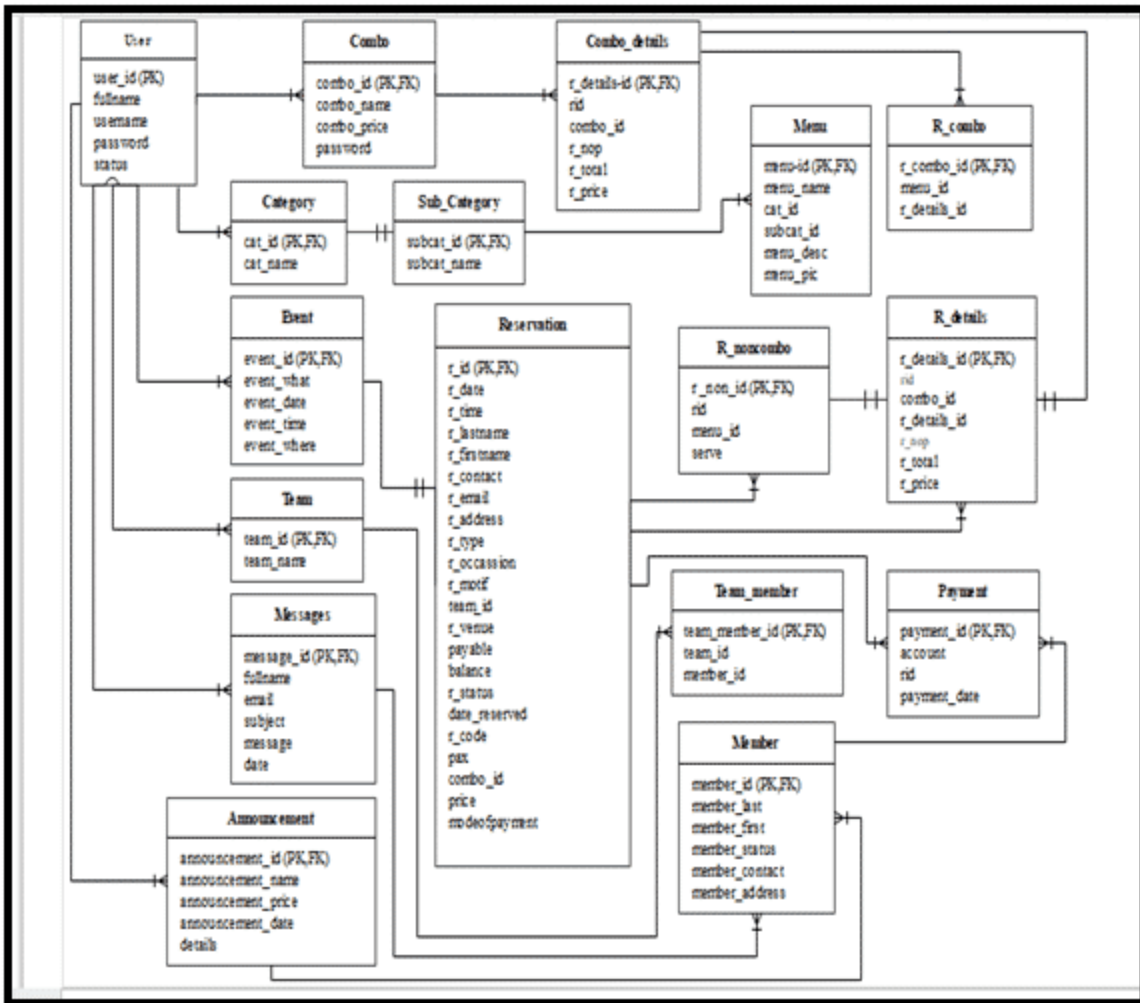 User
user_id (PK)
fullname
username
password
status
Combo
combo_id (PK,FK)
combo_name
combo_price
password
Combo_details
r_details-id (PK,FK)
rid
combo_id
r_nop
r_total
r_price
Menu
menu-id (PK,FK)
menu_name
cat_id
subcat_id
menu_desc
menu_pic
R_combo
r_combo_id (PK,FK)
menu_id
r_details_id
Category
cat_id (PK,FK)
cat_name
Sub_Category
subcat_id (PK,FK)
subcat_name
Event
event_id (PK,FK)
event_what
event_date
event_time
event_where
Reservation
r_id (PK,FK)
r_date
r_time
r_lastname
r_firstname
r_contact
r_email
r_address
r_type
r_occassion
r_motif
team_id
r_venue
payable
balance
r_status
date_reserved
r_code
pax
combo_id
price
modeofpayment
R_noncombo
r_non_id (PK,FK)
rid
menu_id
serve
R_details
r_details_id (PK,FK)
rid
combo_id
r_details_id
r_nop
r_total
r_price
Team
team_id (PK,FK)
team_name
Messages
message_id (PK,FK)
fullname
email
subject
message
date
Team_member
team_member_id (PK,FK)
team_id
member_id
Payment
payment_id (PK,FK)
account
rid
payment_date
Member
member_id (PK,FK)
member_last
member_first
member_status
member_contact
member_address
Announcement
announcement_id (PK,FK)
announcement_name
announcement_price
announcement_date
details